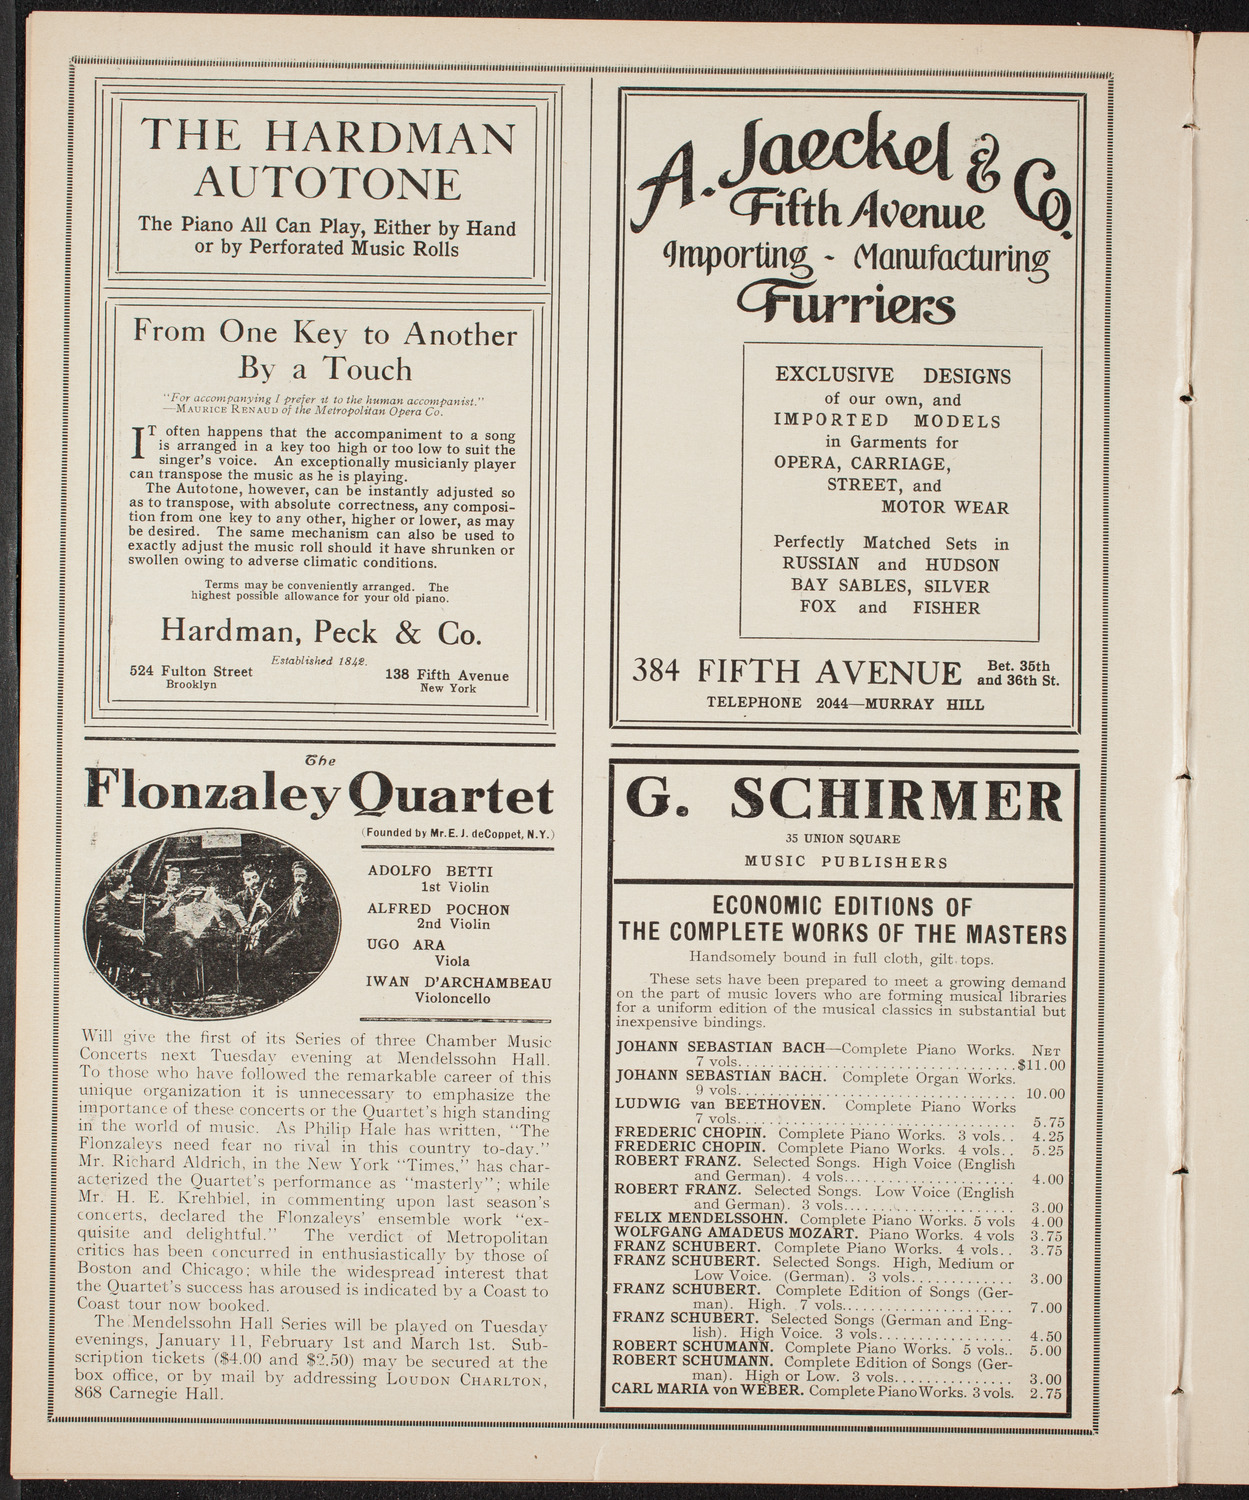 THE HARDMAN
AUTOTONE
The Piano All Can Play, Either by Hand
or by Perforated Music Rolls
From One Key to Another
By a Touch
"For accompanying I prefer it to the human accompanist."
—MAURICE RENAUD of the Metropolitan Opera Co.
IT often happens that the accompaniment to a song
is arranged in a key too high or too low to suit the
singer's voice. An exceptionally musicianly player
can transpose the music as he is playing.
The Autotone, however, can be instantly adjusted so
as to transpose, with absolute correctness, any composi-
tion from one key to any other, higher or lower, as may
be desired. The same mechanism can also be used to
exactly adjust the music roll should it have shrunken or
swollen owing to adverse climatic conditions.
Terms may be conveniently arranged. The
highest possible allowance for your old piano.
Hardman, Peck & Co.
Established 1842.
524 Fulton Street
Brooklyn
138 Fifth Avenue
New York
The
Flonzaley Quartet
(Founded by Mr. E. J. deCoppet, N.Y.)
ADOLFO BETTI
1st Violin
ALFRED POCHON
2nd Violin
UGO ARA
Viola
IWAN D'ARCHAMBEAU
Violoncello
Will give the first of its Series of three Chamber Music
Concerts next Tuesday evening at Mendelssohn Hall.
To those who have followed the remarkable career of this
unique organization it is unnecessary to emphasize the
importance of these concerts or the Quartet's high standing
in the world of music. As Philip Hale has written, "The
Flonzaleys need fear no rival in this country to-day."
Mr. Richard Aldrich, in the New York "Times," has char-
acterized the Quartet's performance as "masterly"; while
Mr. H. E. Krehbiel, in commenting upon last season's
concerts, declared the Flonzaleys' ensemble work "ex-
quisite and delightful." The verdict of Metropolitan
critics has been concurred in enthusiastically by those of
Boston and Chicago; while the widespread interest that
the Quartet's success has aroused is indicated by a Coast to
Coast tour now booked.
The Mendelssohn Hall Series will be played on Tuesday
evenings, January 11, February 1st and March 1st. Sub-
scription tickets ($4.00 and $2.50) may be secured at the
box office, or by mail by addressing LOUDON CHARLTON,
868 Carnegie Hall.
A. Jaeckel & Co.
Fifth Avenue
Importing - Manufacturing
Furriers
EXCLUSIVE DESIGNS
of our own, and
IMPORTED MODELS
in Garments for
OPERA, CARRIAGE,
STREET, and
MOTOR WEAR
Perfectly Matched Sets in
RUSSIAN and HUDSON
BAY SABLES, SILVER
FOX and FISHER
384 FIFTH AVENUE Bet. 35th
and 36th St.
TELEPHONE 2044—MURRAY HILL
G. SCHIRMER
35 UNION SQUARE
MUSIC PUBLISHERS
ECONOMIC EDITIONS OF
THE COMPLETE WORKS OF THE MASTERS
Handsomely bound in full cloth, gilt tops.
These sets have been prepared to meet a growing demand
on the part of music lovers who are forming musical libraries
for a uniform edition of the musical classics in substantial but
inexpensive bindings.
JOHANN SEBASTIAN BACH—Complete Piano Works. NET
7 vols. $11.00
JOHANN SEBASTIAN BACH. Complete Organ Works.
9 vols. 10.00
LUDWIG van BEETHOVEN. Complete Piano Works
7 vols. 5.75
FREDERIC CHOPIN. Complete Piano Works. 3 vols. . 4.25
FREDERIC CHOPIN. Complete Piano Works. 4 vols. . 5.25
ROBERT FRANZ. Selected Songs. High Voice (English
and German). 4 vols. 4.00
ROBERT FRANZ. Selected Songs. Low Voice (English
and German). 3 vols. 3.00
FELIX MENDELSSOHN. Complete Piano Works. 5 vols 4.00
WOLFGANG AMADEUS MOZART. Piano Works. 4 vols 3.75
FRANZ SCHUBERT. Complete Piano Works. 4 vols. . 3.75
FRANZ SCHUBERT. Selected Songs. High, Medium or
Low Voice. (German). 3 vols. 3.00
FRANZ SCHUBERT. Complete Edition of Songs (Ger-
man). High. 7 vols. 7.00
FRANZ SCHUBERT. Selected Songs (German and Eng-
lish). High Voice. 3 vols. 4.50
ROBERT SCHUMANN. Complete Piano Works. 5 vols. . 5.00
ROBERT SCHUMANN. Complete Edition of Songs (Ger-
man). High or Low. 3 vols. 3.00
CARL MARIA von WEBER. Complete Piano Works. 3 vols. 2.75